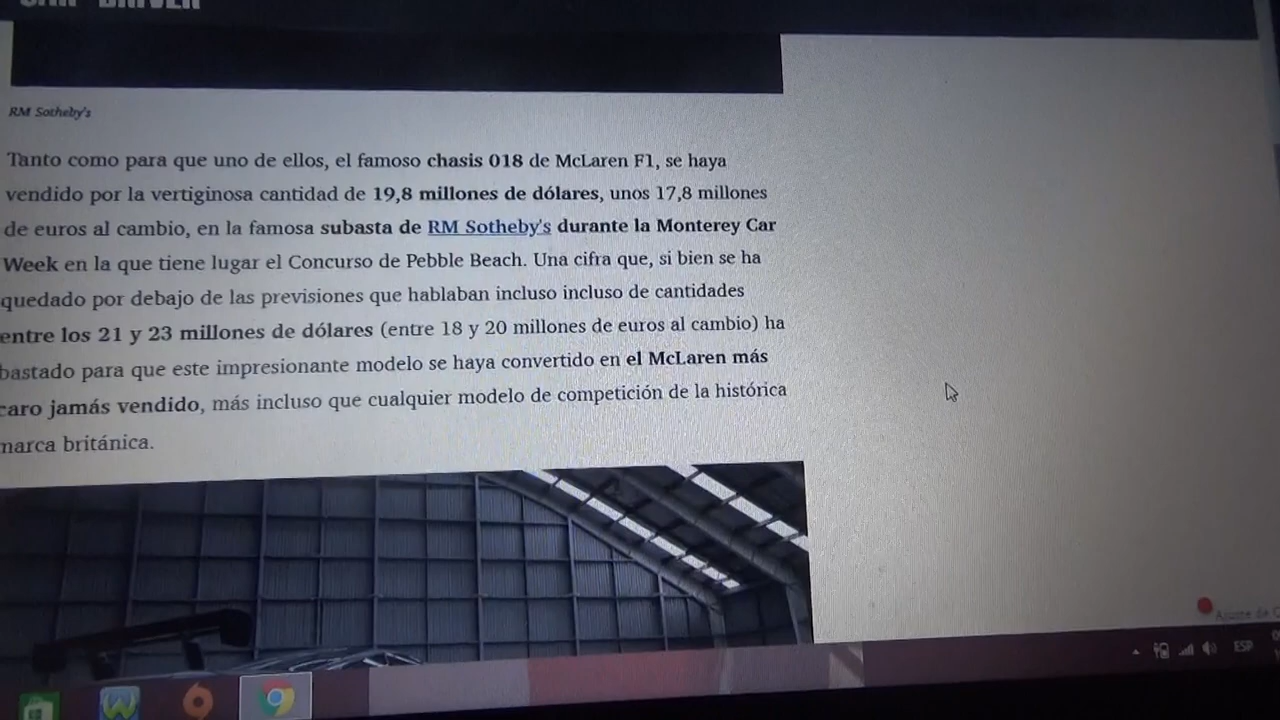 CAR AND DRIVER
RM Sotheby's
Tanto como para que uno de ellos, el famoso chasis 018 de McLaren F1, se haya
vendido por la vertiginosa cantidad de 19,8 millones de dólares, unos 17,8 millones
de euros al cambio, en la famosa subasta de RM Sotheby's durante la Monterey Car
Week en la que tiene lugar el Concurso de Pebble Beach. Una cifra que, si bien se ha
quedado por debajo de las previsiones que hablaban incluso incluso de cantidades
entre los 21 y 23 millones de dólares (entre 18 y 20 millones de euros al cambio) ha
bastado para que este impresionante modelo se haya convertido en el McLaren más
caro jamás vendido, más incluso que cualquier modelo de competición de la histórica
marca británica.
ESP